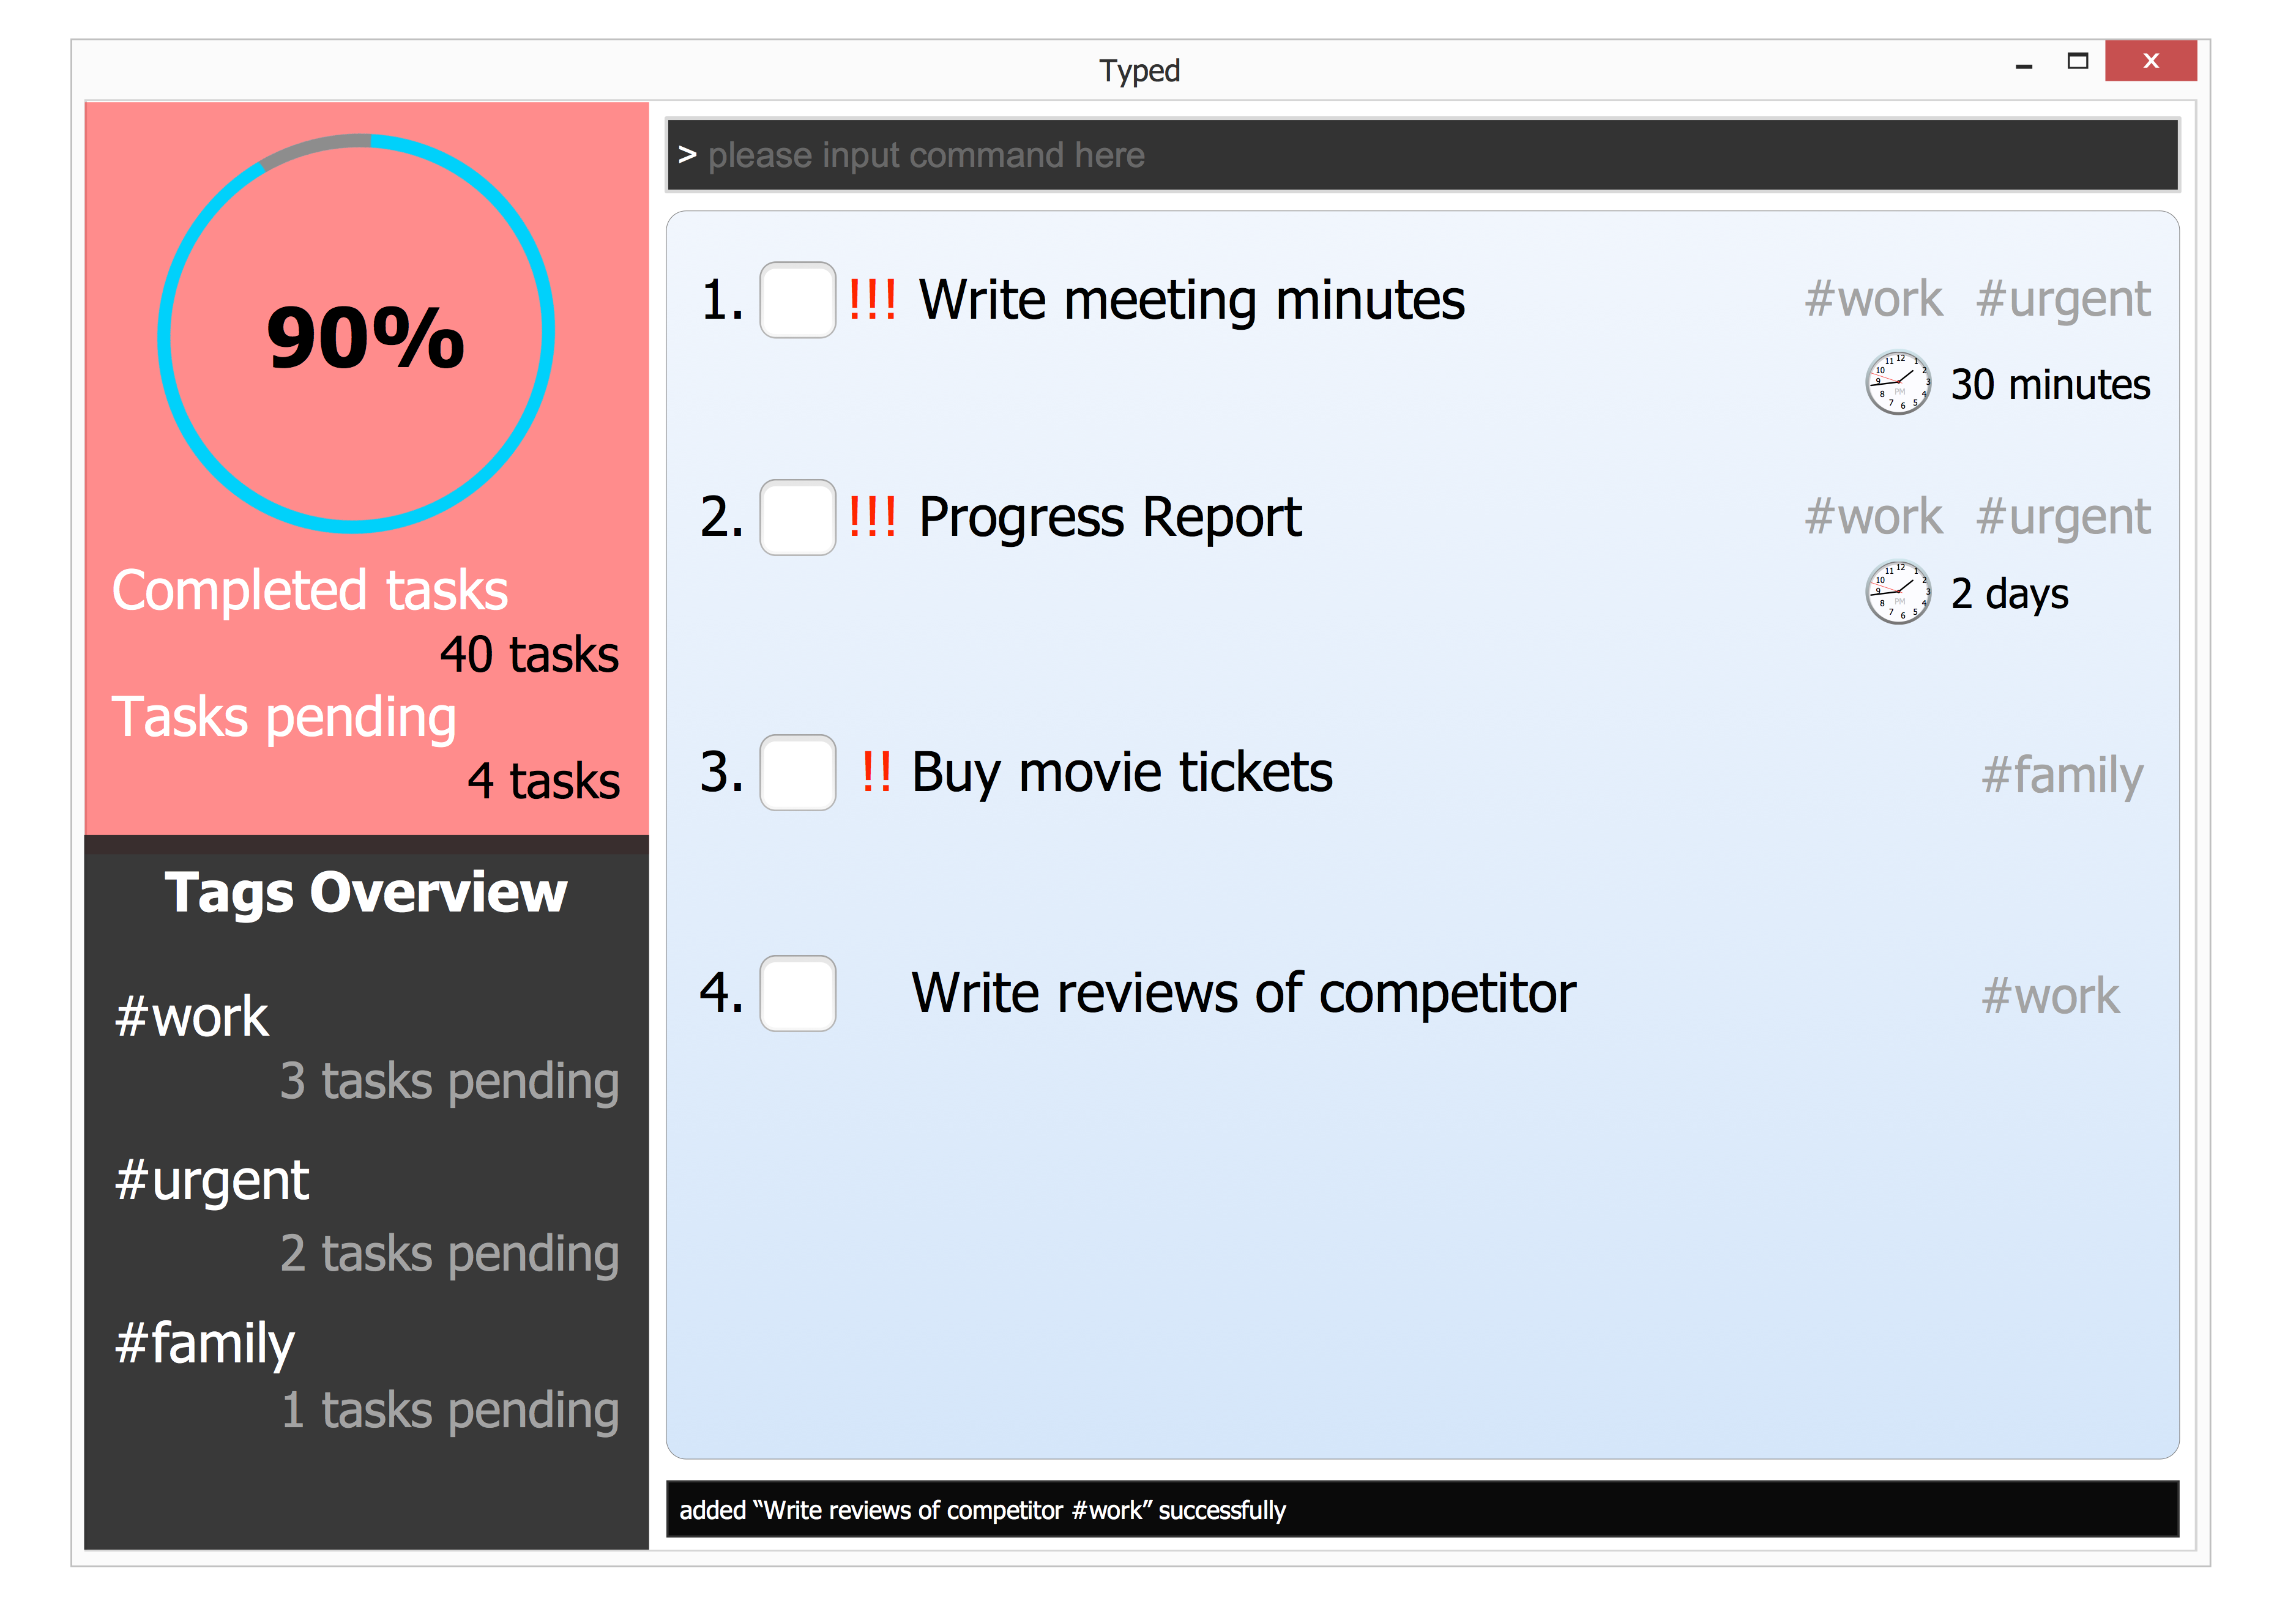 Typed
x
90%
Completed tasks
40 tasks
Tasks pending
4 tasks
Tags Overview
#work
3 tasks pending
#urgent
2 tasks pending
#family
1 tasks pending
> please input command here
1. !!! Write meeting minutes #work #urgent
30 minutes
2. !!! Progress Report #work #urgent
2 days
3. !! Buy movie tickets #family
4. Write reviews of competitor #work
added “Write reviews of competitor #work” successfully